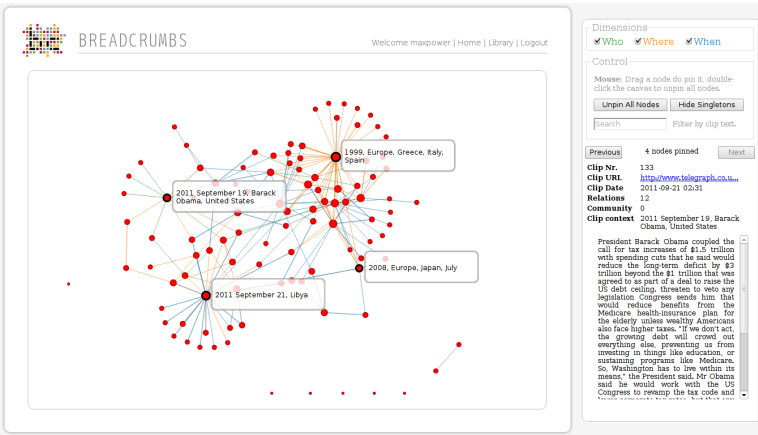 BREADCRUMBS
Welcome maxpower | Home | Library | Logout
1999, Europe, Greece, Italy,
Spain
2011 September 19, Barack
Obama, United States
2008, Europe, Japan, July
2011 September 21, Libya
Dimensions
Who Where When
Control
Mouse: Drag a node do pin it, double-
click the canvas to unpin all nodes.
Unpin All Nodes Hide Singletons
Search Filter by clip text.
Previous 4 nodes pinned Next
Clip Nr. 133
Clip URL http://www.telegraph.co.u...
Clip Date 2011-09-21 02:31
Relations 12
Community 0
Clip context 2011 September 19, Barack
Obama, United States
President Barack Obama coupled the
call for tax increases of $1.5 trillion
with spending cuts that he said would
reduce the long-term deficit by $3
trillion beyond the $1 trillion that was
agreed to as part of a deal to raise the
US debt ceiling, threaten to veto any
legislation Congress sends him that
would reduce benefits from the
Medicare health-insurance plan for
the elderly unless wealthy Americans
also face higher taxes. "If we don't act,
the growing debt will crowd out
everything else, preventing us from
investing in things like education, or
sustaining programs like Medicare.
So, Washington has to live within its
means," the President said. Mr Obama
said he would work with the US
Congress to revamp the tax code and